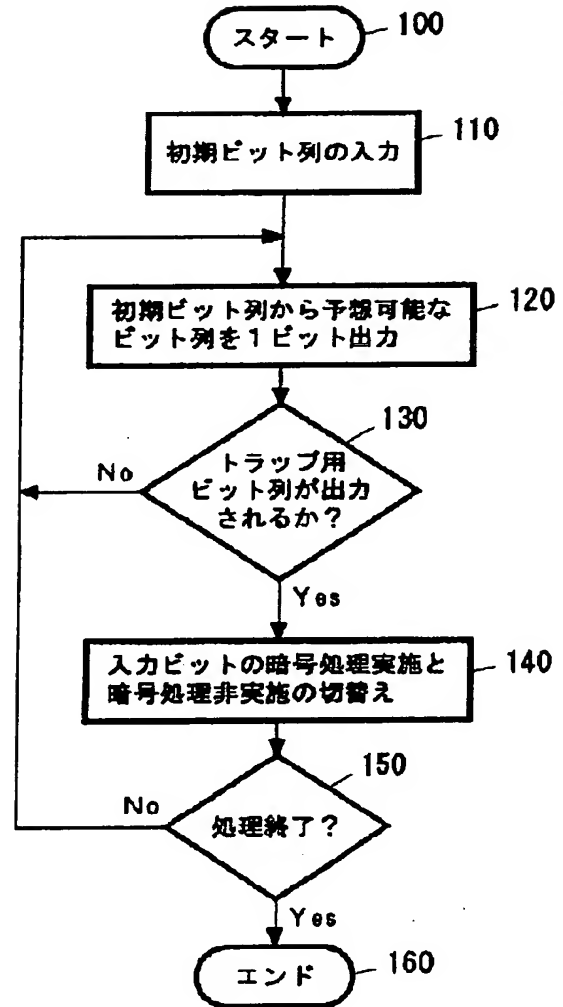 スタート
100
初期ビット列の入力
110
初期ビット列から予想可能な
ビット列を1ビット出力
120
130
トラップ用
ビット列が出力
されるか?
No
Yes
入力ビットの暗号処理実施と
暗号処理非実施の切替え
140
150
処理終了?
No
Yes
エンド
160